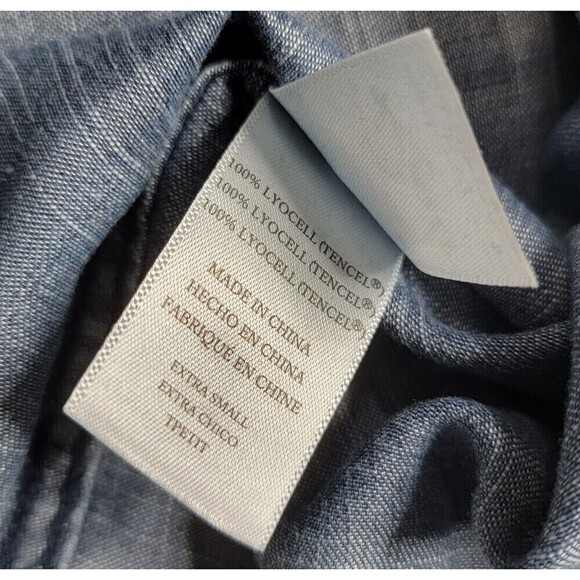 100% LYOCELL (TENCEL®
100% LYOCELL (TENCEL®
100% LYOCELL (TENCEL®
MADE IN CHINA
HECHO EN CHINA
FABRIQUÉ EN CHINE
EXTRA SMALL
EXTRA CHICO
TPETIT